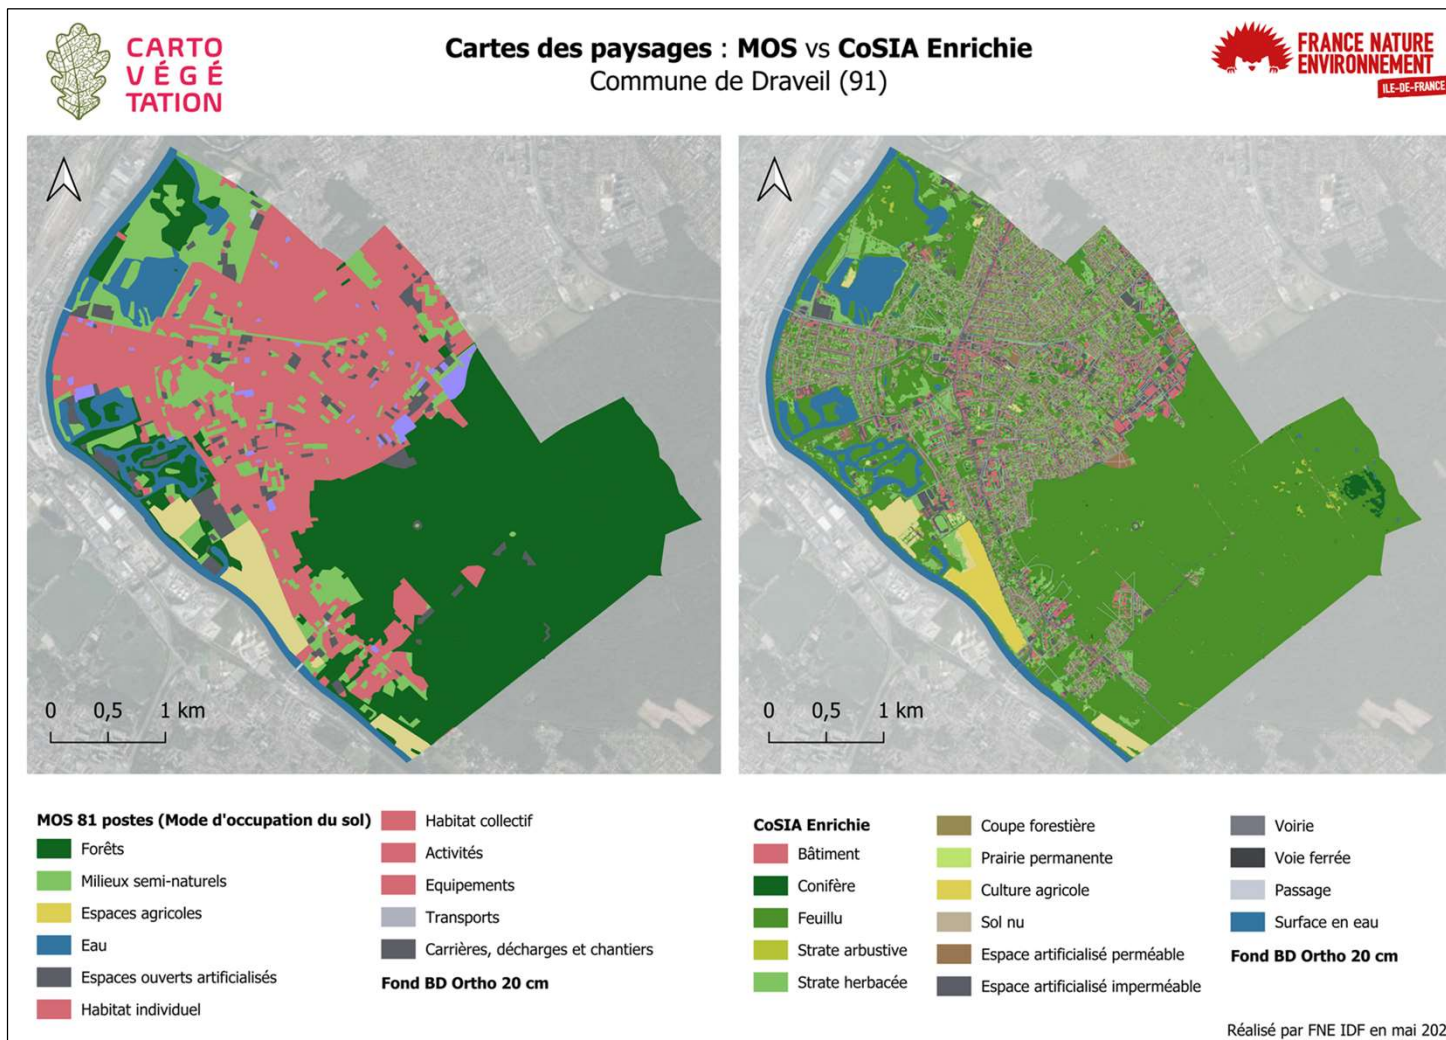 CARTO
VÉGÉ
TATION
Cartes des paysages : MOS vs CoSIA Enrichie
Commune de Draveil (91)
FRANCE NATURE
ENVIRONNEMENT
ILE-DE-FRANCE
0 0,5 1 km
0 0,5 1 km
MOS 81 postes (Mode d'occupation du sol)
Forêts
Milieux semi-naturels
Espaces agricoles
Eau
Espaces ouverts artificialisés
Habitat individuel
Habitat collectif
Activités
Equipements
Transports
Carrières, décharges et chantiers
Fond BD Ortho 20 cm
CoSIA Enrichie
Bâtiment
Conifère
Feuillu
Strate arbustive
Strate herbacée
Coupe forestière
Prairie permanente
Culture agricole
Sol nu
Espace artificialisé perméable
Espace artificialisé imperméable
Voirie
Voie ferrée
Passage
Surface en eau
Fond BD Ortho 20 cm
Réalisé par FNE IDF en mai 202